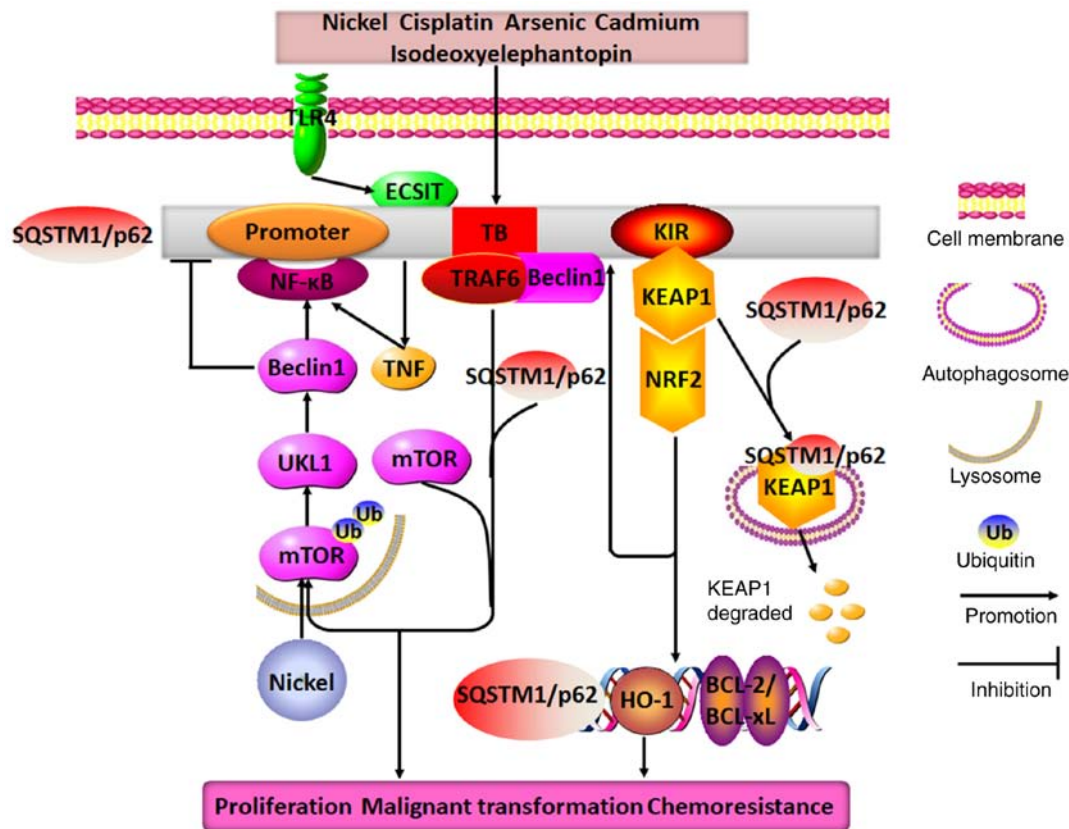 Nickel Cisplatin Arsenic Cadmium
Isodeoxyelephantopin
TLR4
ECSIT
SQSTM1/p62
Promoter
TB
KIR
NF-κB
TRAF6
Beclin1
KEAP1
SQSTM1/p62
Beclin1
TNF
SQSTM1/p62
NRF2
UKL1
mTOR
SQSTM1/p62
KEAP1
Ub
Ub
mTOR
KEAP1
degraded
Nickel
SQSTM1/p62
HO-1
BCL-2/
BCL-xL
Proliferation Malignant transformation Chemoresistance
Cell membrane
Autophagosome
Lysosome
Ub
Ubiquitin
Promotion
Inhibition